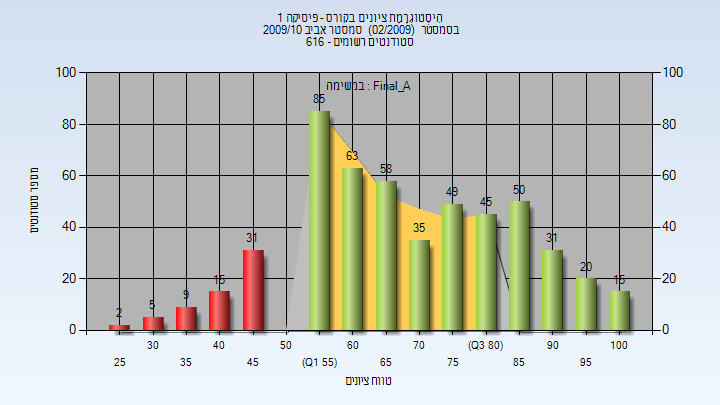 היסטוגרמת ציונים בקורס - פיסיקה 1
בסמסטר (02/2009) סמסטר אביב 2009/10
סטודנטים רשומים - 616
במשימה : Final_A
מספר סטודנטים
100 80 60 40 20 0
100 80 60 40 20 0
2 5 9 15 31 85 63 58 35 49 45 50 31 20 15
30 40 50 60 70 (Q3 80) 90 100
25 35 45 (Q1 55) 65 75 85 95
טווח ציונים